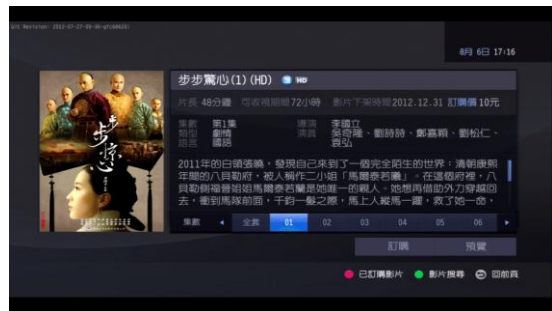 8月 6日 17:16
步步驚心(1)(HD) HD
片長 48分鐘 可收視期間72小時 影片下架時間2012.12.31 訂購價10元
集數 第1集 導演 李國立
類型 劇情 演員 吳奇隆、劉詩詩、鄭嘉穎、劉松仁、
語言 國語 袁弘
2011年的白領張曉，發現自己來到了一個完全陌生的世界：清朝康熙
年間的八貝勒府，被人稱作二小姐「馬爾泰若曦」。在這個府裡，八
貝勒側福晉姐姐馬爾泰若蘭是她唯一的親人。她想再借助外力穿越回
去，衝到馬隊前面，千鈞一髮之際，馬上人縱馬一躍，救了她一命，
集數 全賞 01 02 03 04 05 06
訂購 預覽
已訂購影片 影片搜尋 回前頁
步步惊心